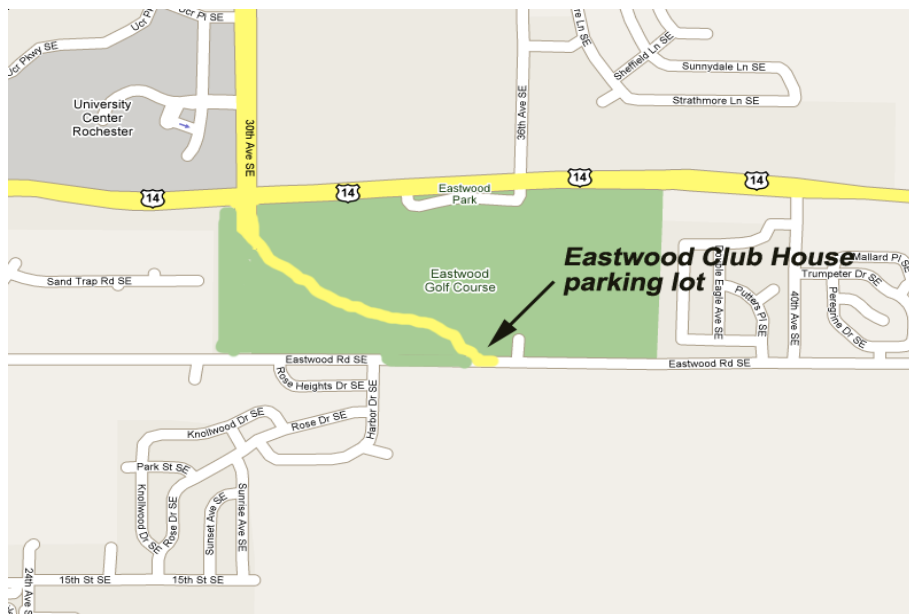 Ucr Pl SE
Ucr Pl SE
Ucr Pkwy SE
University
Center
Rochester
30th Ave SE
36th Ave SE
Sheffield Ln SE
Sunnydale Ln SE
Strathmore Ln SE
14
14
14
14
Eastwood
Park
Eastwood Club House
parking lot
Eastwood
Golf Course
Sand Trap Rd SE
Eagle Ave SE
Putters Pl SE
40th Ave SE
Mallard Pl
Trumpeter Dr SE
Peregrine Dr SE
Eastwood Rd SE
Eastwood Rd SE
Rose Heights Dr SE
Harbor Dr SE
Knollwood Dr SE
Rose Dr SE
Park St SE
Knollwood Dr SE
Rose Dr SE
Sunset Ave SE
Sunrise Ave SE
24th Ave SE
15th St SE
15th St SE